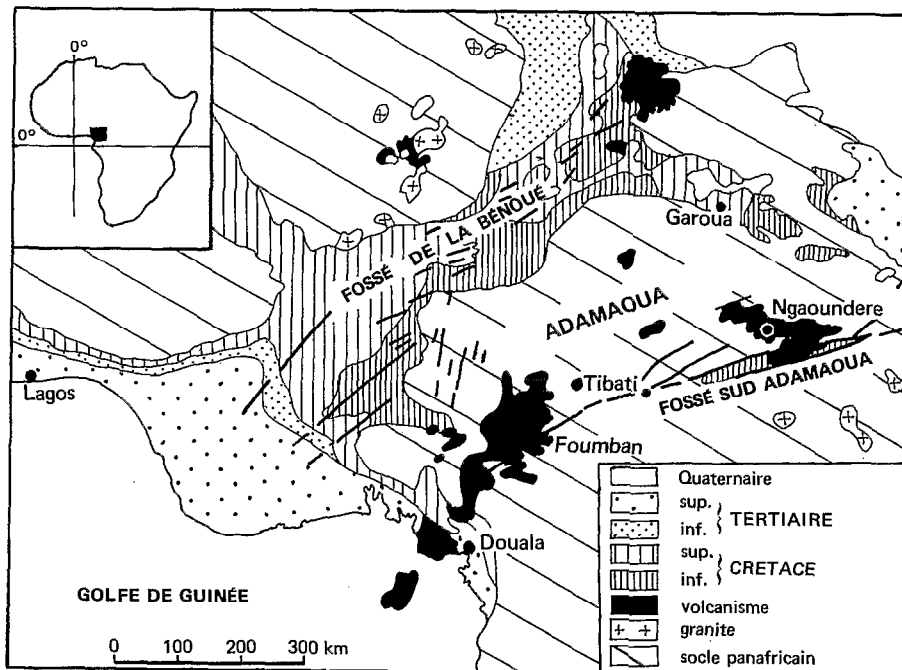 0°
0°
FOSSÉ DE LA BÉNOUÉ
Garoua
ADAMAOUA
Ngaoundere
Lagos
Tibati
FOSSÉ SUD ADAMAOUA
Foumban
Douala
GOLFE DE GUINÉE
0 100 200 300 km
Quaternaire
sup.
inf. TERTIAIRE
sup.
inf. CRETACE
volcanisme
granite
socle panafricain